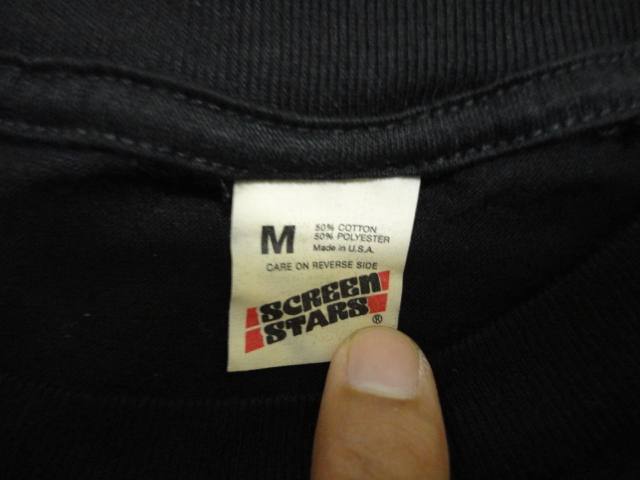 M
50% COTTON
50% POLYESTER
Made in U.S.A.
CARE ON REVERSE SIDE
SCREEN
STARS®